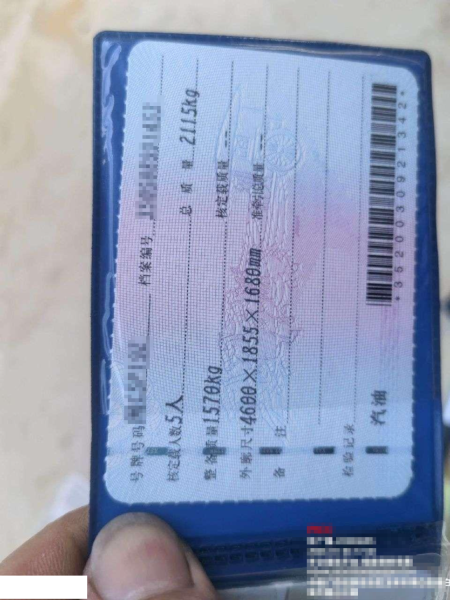 号牌号码 档案编号
核定载人数 5人 总质量 2115kg
整备质量 1570kg 核定载质量 --
外廓尺寸 4600×1855×1680mm 准牵引总质量 --
备 注
检验记录
汽油
*3520030921342*